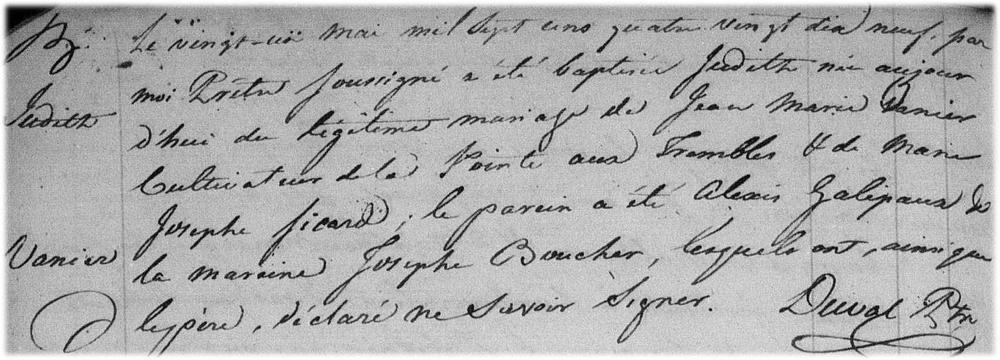 B.
Judith
Vanier
Le vingt-un mai mil sept cens quatre vingt dix neuf, par
moi Prêtre soussigné a été baptisée Judith née aujour
d'hui du légitime mariage de Jean Marie Vanier
Cultivateur de la Pointe aux Trembles & de Marie
Josephe Sicard ; le parein a été Alexis Galipaux &
la mareine Josephe Boucher, lesquels ont, ainsi que
le père, déclaré ne savoir signer. Duval Ptre